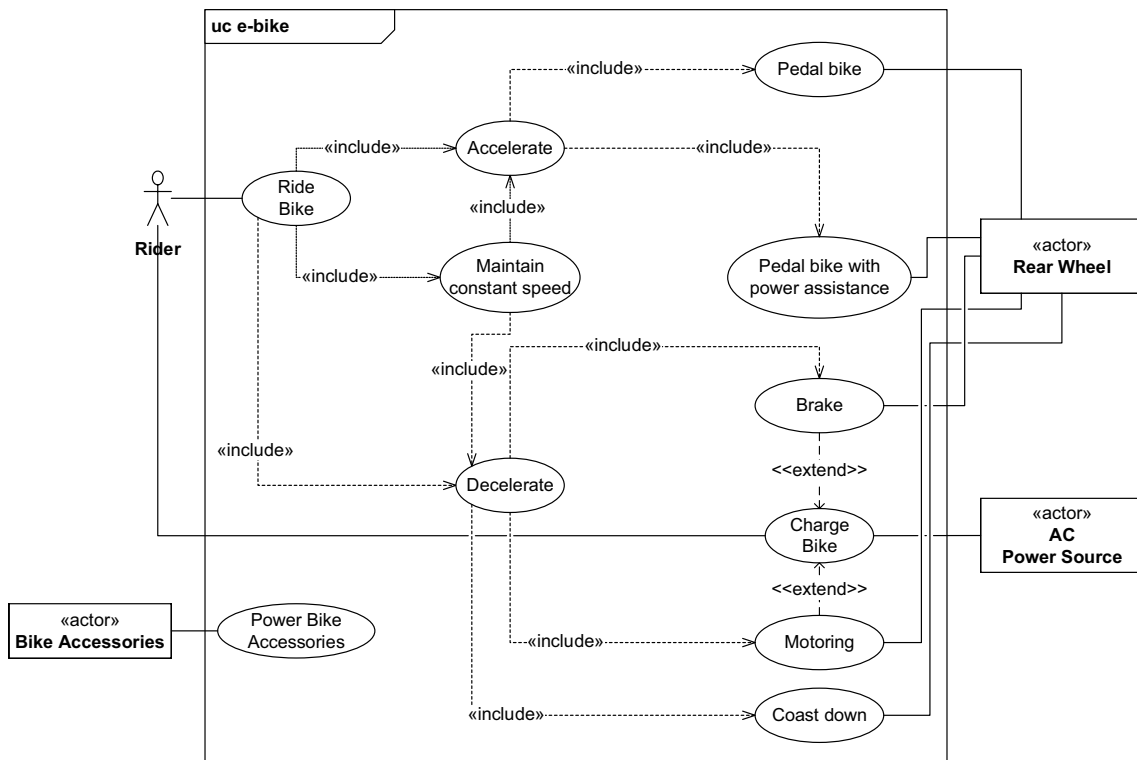 uc e-bike
«include»
Pedal bike
«include»
Accelerate
«include»
Ride
Bike
Rider
«include»
«include»
Maintain
constant speed
Pedal bike with
power assistance
«actor»
Rear Wheel
«include»
«include»
Brake
«include»
<<extend>>
Decelerate
Charge
Bike
«actor»
AC
Power Source
<<extend>>
«actor»
Bike Accessories
Power Bike
Accessories
«include»
Motoring
«include»
Coast down